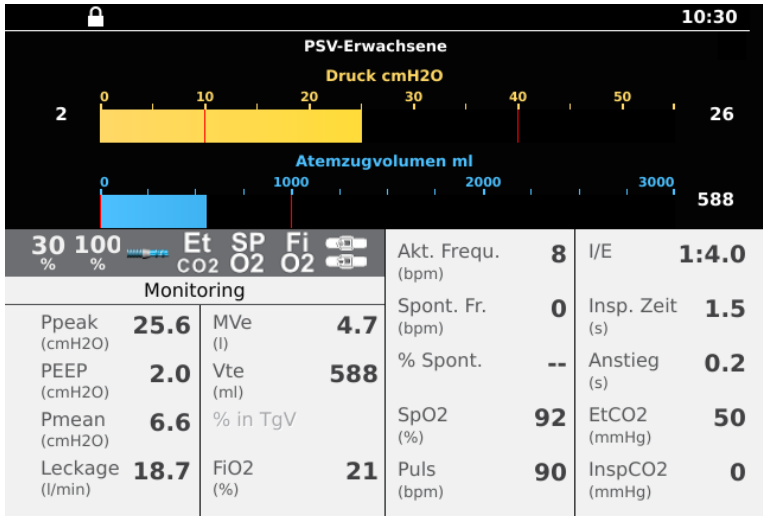 10:30
PSV-Erwachsene
Druck cmH2O
0 10 20 30 40 50
2 26
Atemzugvolumen ml
0 1000 2000 3000
588
30 % 100 % Et CO2 SP O2 Fi O2
Monitoring
Ppeak (cmH2O) 25.6
PEEP (cmH2O) 2.0
Pmean (cmH2O) 6.6
Leckage (l/min) 18.7
MVe (l) 4.7
Vte (ml) 588
% in TgV
FiO2 (%) 21
Akt. Frequ. (bpm) 8
Spont. Fr. (bpm) 0
% Spont. --
SpO2 (%) 92
Puls (bpm) 90
I/E 1:4.0
Insp. Zeit (s) 1.5
Anstieg (s) 0.2
EtCO2 (mmHg) 50
InspCO2 (mmHg) 0